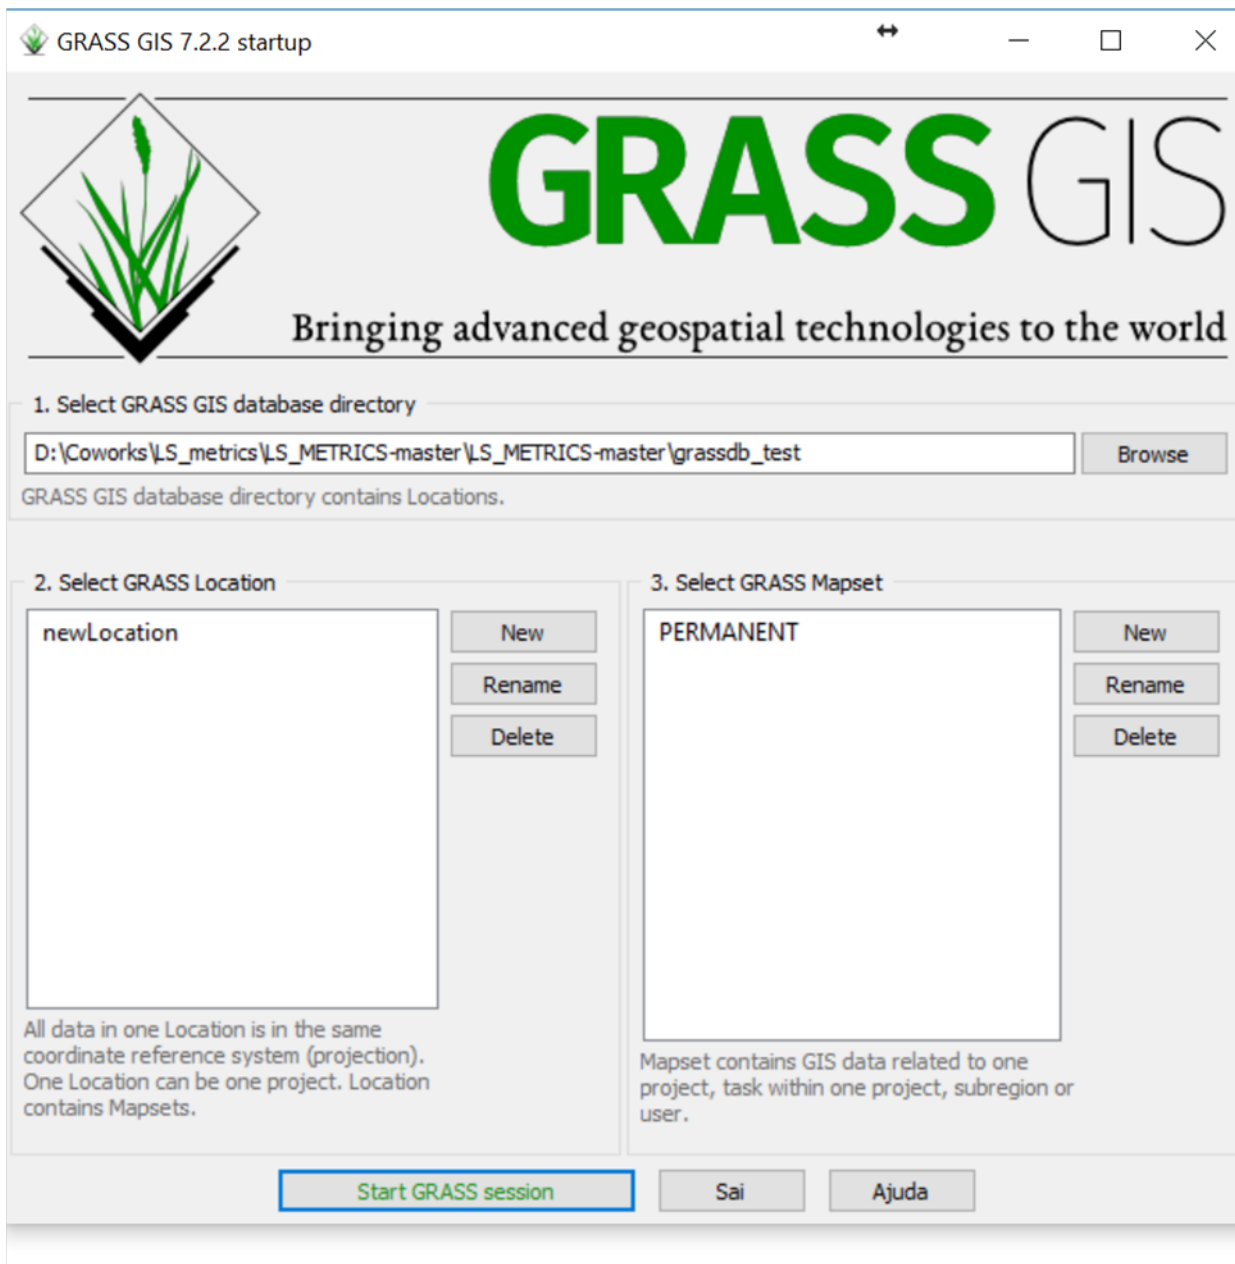 GRASS GIS 7.2.2 startup
GRASS GIS
Bringing advanced geospatial technologies to the world
1. Select GRASS GIS database directory
D:\Coworks\LS_metrics\LS_METRICS-master\LS_METRICS-master\grassdb_test
Browse
GRASS GIS database directory contains Locations.
2. Select GRASS Location
newLocation
New
Rename
Delete
All data in one Location is in the same
coordinate reference system (projection).
One Location can be one project. Location
contains Mapsets.
3. Select GRASS Mapset
PERMANENT
New
Rename
Delete
Mapset contains GIS data related to one
project, task within one project, subregion or
user.
Start GRASS session
Sai
Ajuda